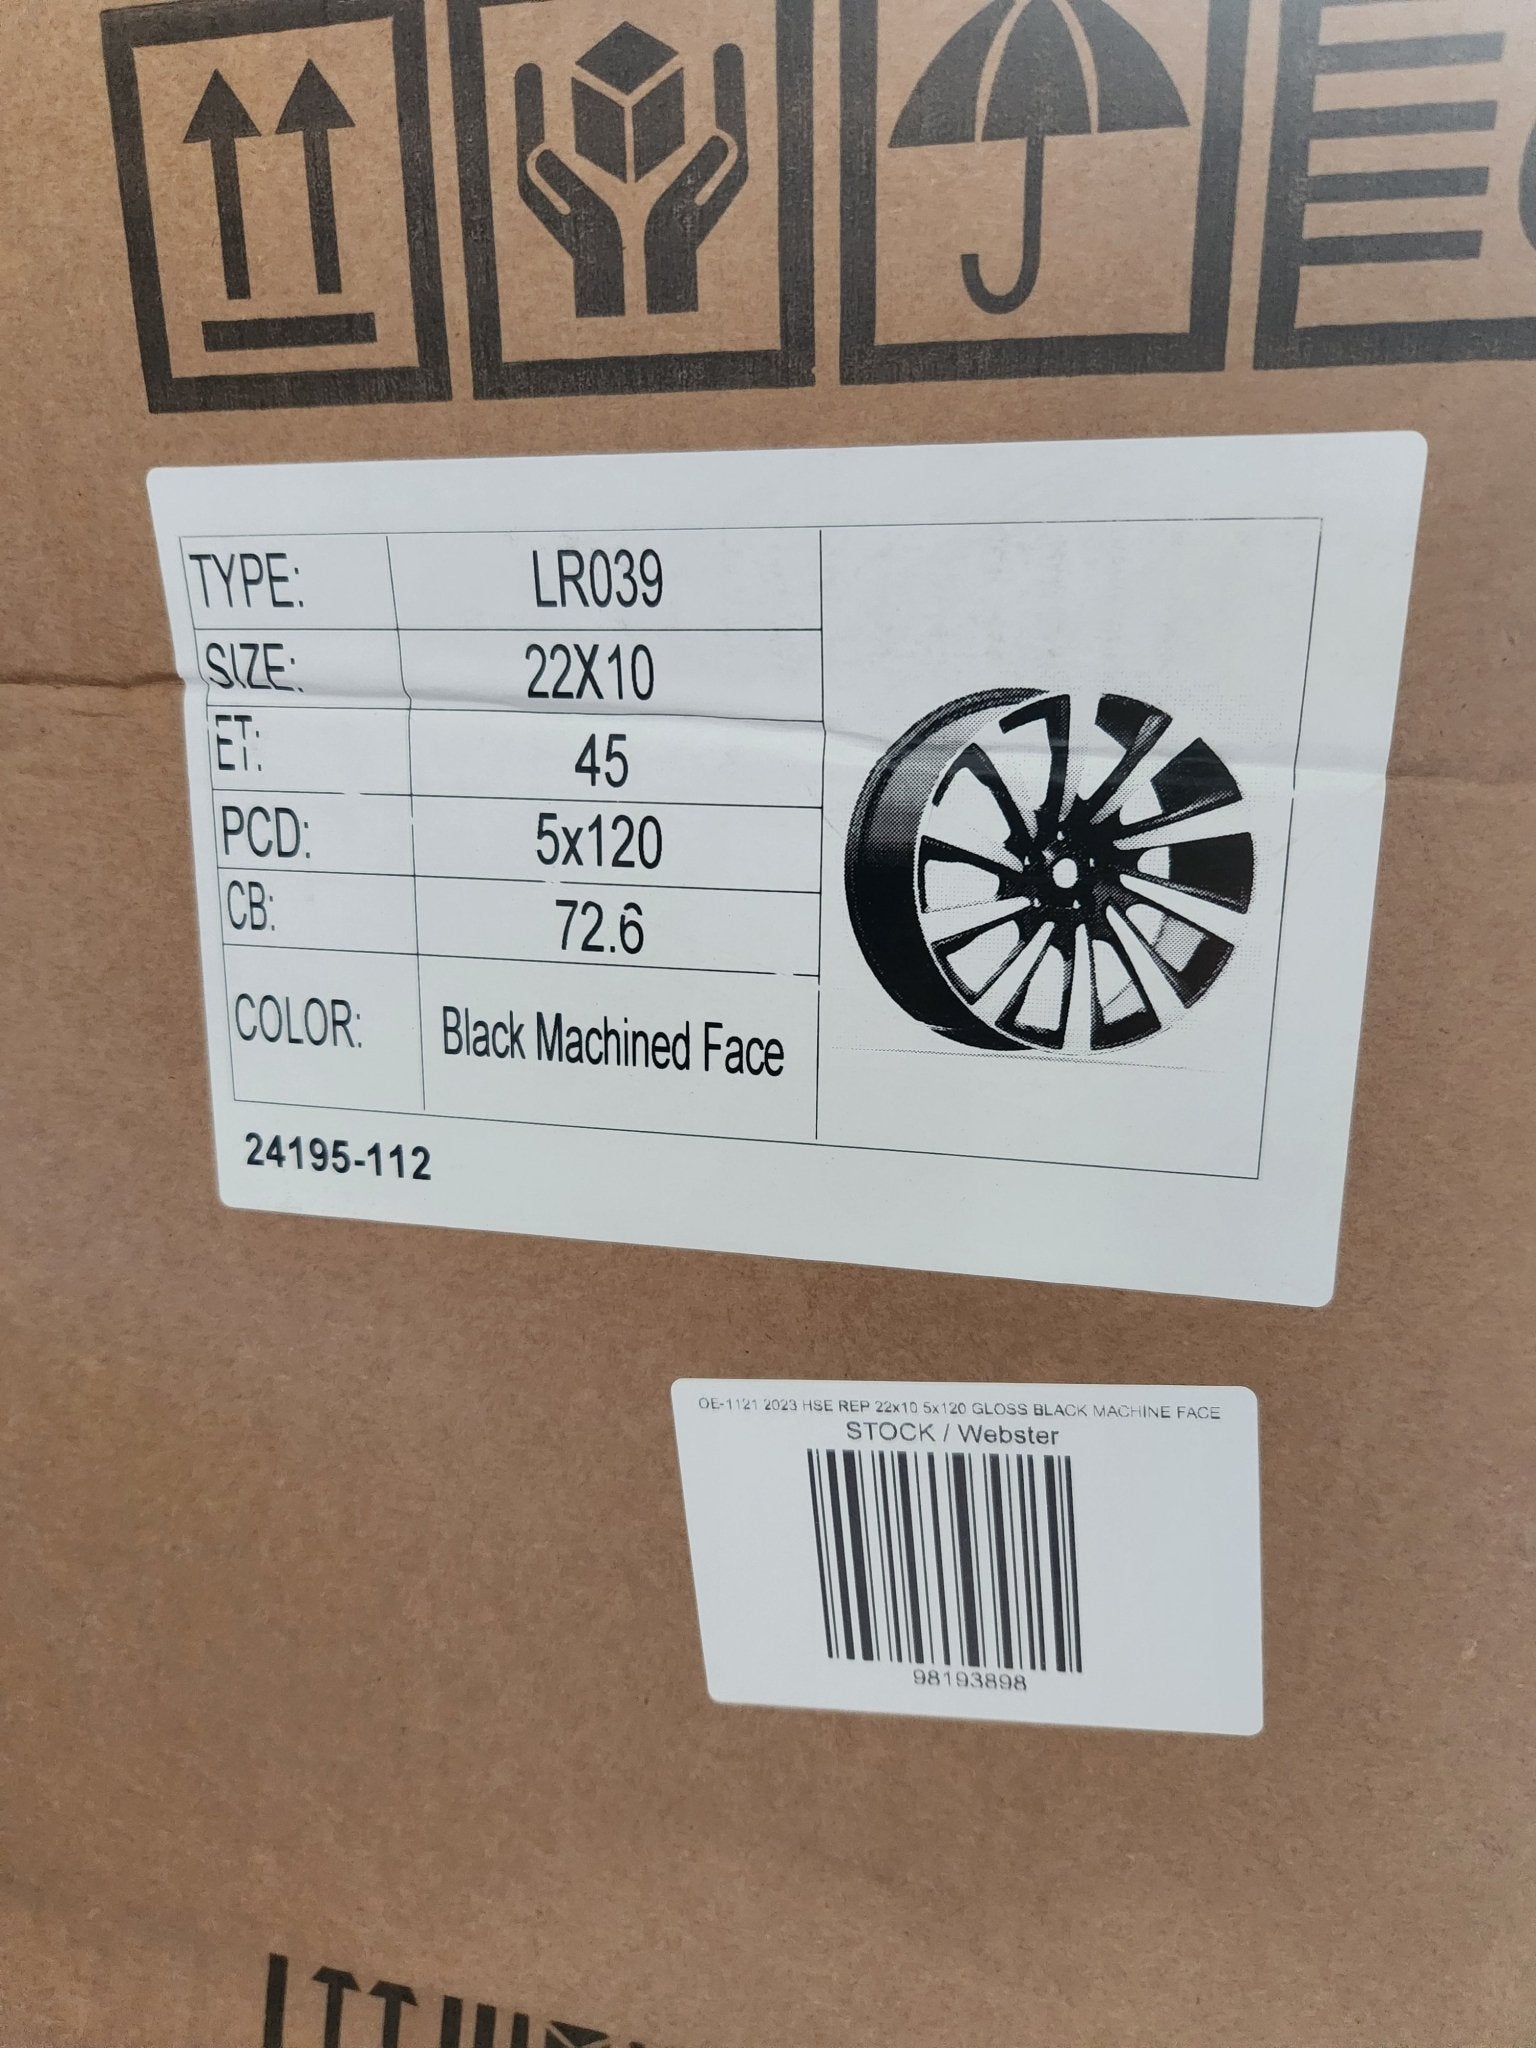 TYPE: LR039
SIZE: 22X10
ET: 45
PCD: 5x120
CB: 72.6
COLOR: Black Machined Face
24195-112
OE-1121 2023 HSE REP 22x10 5x120 GLOSS BLACK MACHINE FACE
STOCK / Webster
98193898